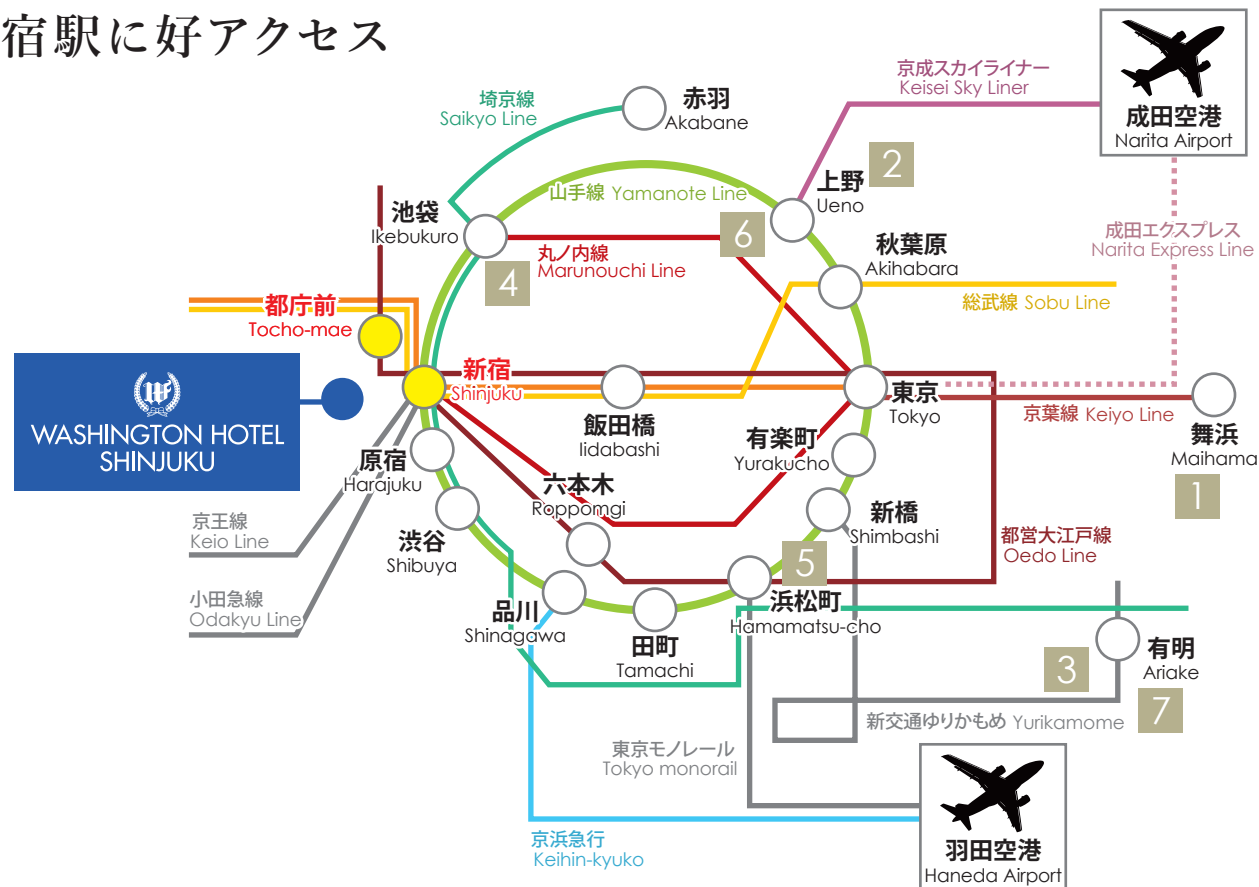 宿駅に好アクセス
成田空港
Narita Airport
京成スカイライナー
Keisei Sky Liner
埼京線
Saikyo Line
赤羽
Akabane
山手線 Yamanote Line
上野
Ueno
2
池袋
Ikebukuro
4
丸ノ内線
Marunouchi Line
6
秋葉原
Akihabara
成田エクスプレス
Narita Express Line
総武線 Sobu Line
都庁前
Tocho-mae
新宿
Shinjuku
WASHINGTON HOTEL
SHINJUKU
飯田橋
Iidabashi
東京
Tokyo
京葉線 Keiyo Line
舞浜
Maihama
1
有楽町
Yurakucho
原宿
Harajuku
六本木
Roppomgi
新橋
Shimbashi
京王線
Keio Line
渋谷
Shibuya
都営大江戸線
Oedo Line
5
浜松町
Hamamatsu-cho
小田急線
Odakyu Line
品川
Shinagawa
田町
Tamachi
有明
Ariake
3
7
新交通ゆりかもめ Yurikamome
東京モノレール
Tokyo monorail
京浜急行
Keihin-kyuko
羽田空港
Haneda Airport